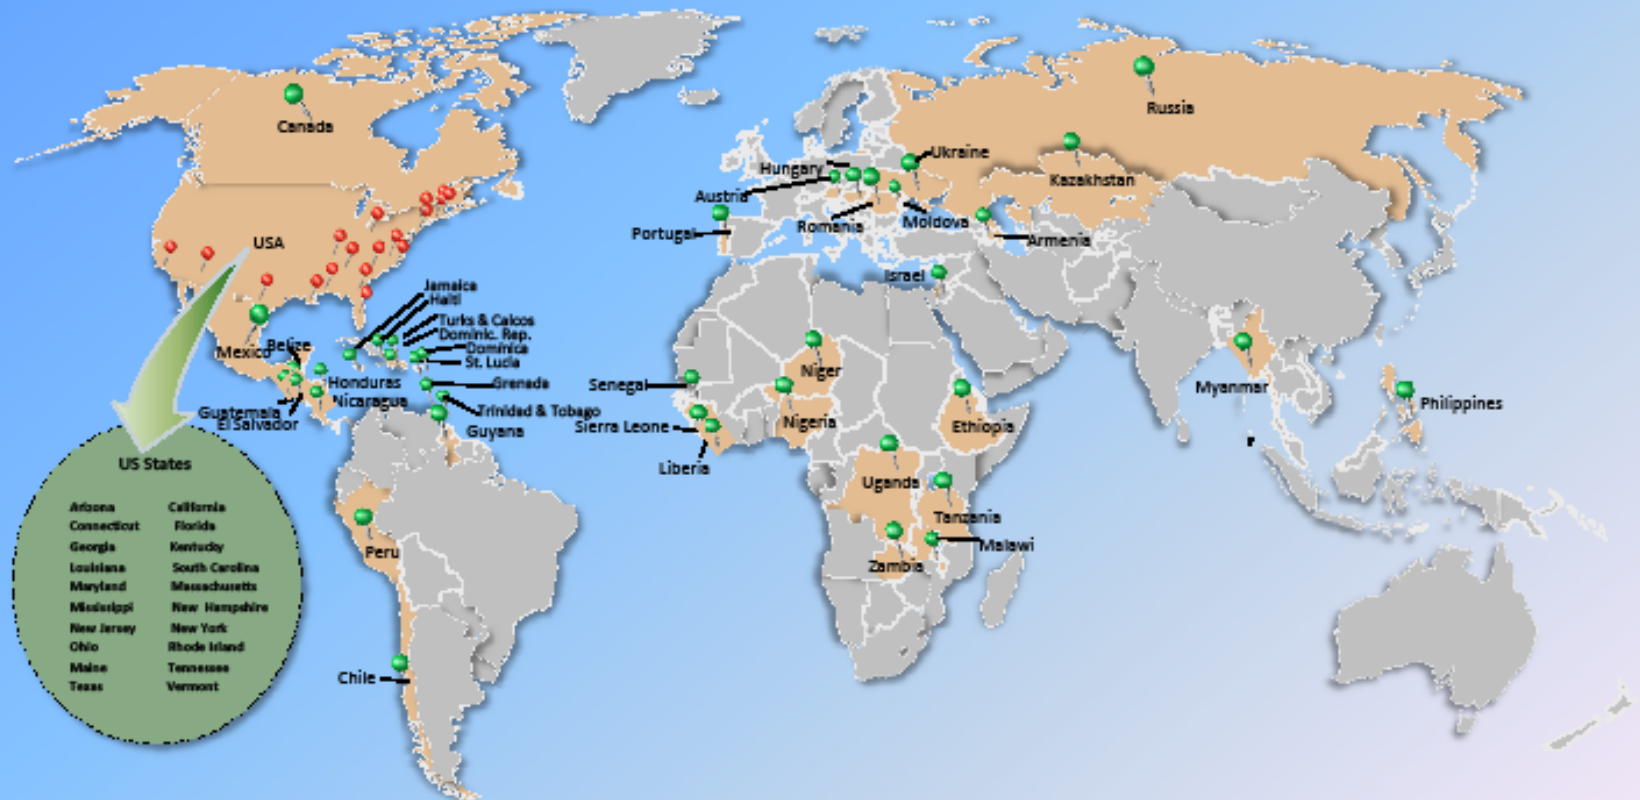 Canada
Russia
Ukraine
Hungary
Kazakhstan
Austria
Moldova
Romania
Portugal
Armenia
USA
Israel
Jamaica
Haiti
Turks & Caicos
Dominic. Rep.
Dominica
St. Lucia
Mexico
Belize
Niger
Honduras
Grenada
Senegal
Myanmar
Nicaragua
Philippines
Guatemala
Trinidad & Tobago
El Salvador
Guyana
Sierra Leone
Nigeria
Ethiopia
Liberia
Uganda
Tanzania
Malawi
Peru
Zambia
Chile
US States
Arizona California
Connecticut Florida
Georgia Kentucky
Louisiana South Carolina
Maryland Massachusetts
Mississippi New Hampshire
New Jersey New York
Ohio Rhode Island
Maine Tennessee
Texas Vermont